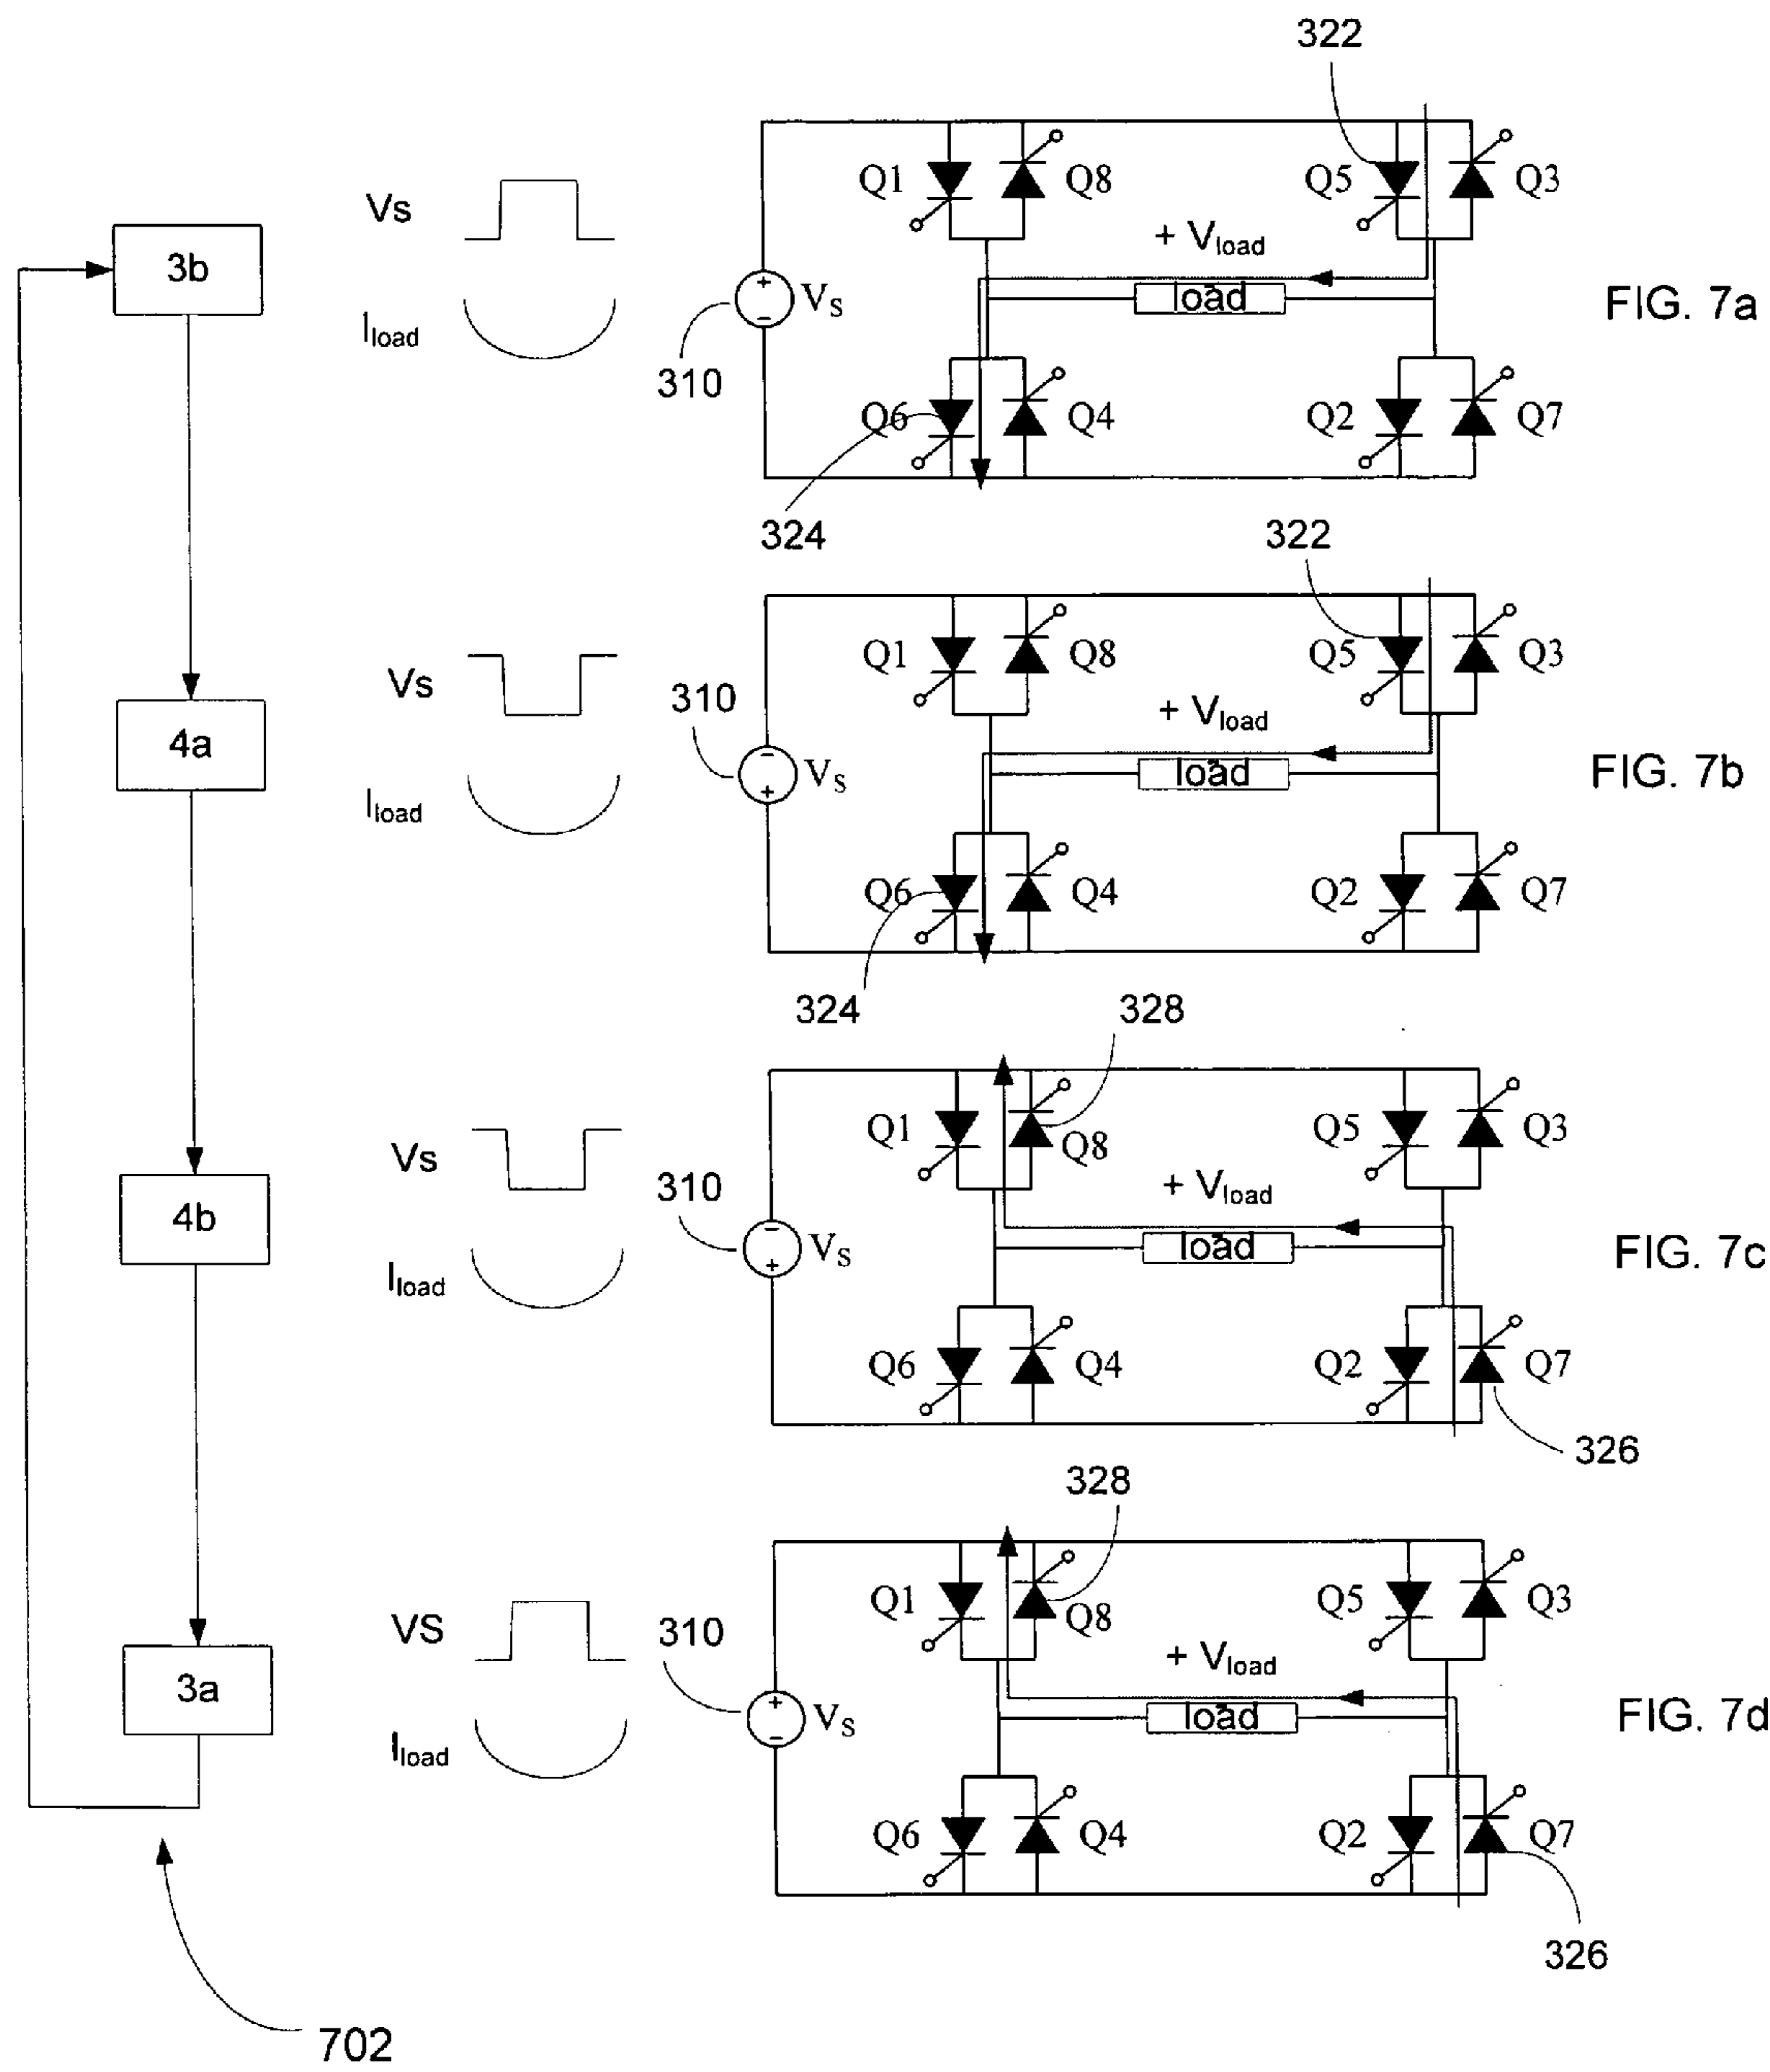 322
Q1
Q8
Q5
Q3
Vs
3b
+ Vload
load
Iload
VS
310
FIG. 7a
Q6
Q4
Q2
Q7
324
322
Q1
Q8
Q5
Q3
Vs
4a
+ Vload
load
Iload
VS
310
FIG. 7b
Q6
Q4
Q2
Q7
324
328
Q1
Q8
Q5
Q3
Vs
4b
+ Vload
load
Iload
VS
310
FIG. 7c
Q6
Q4
Q2
Q7
326
328
Q1
Q8
Q5
Q3
VS
3a
+ Vload
load
Iload
VS
310
FIG. 7d
Q6
Q4
Q2
Q7
326
702